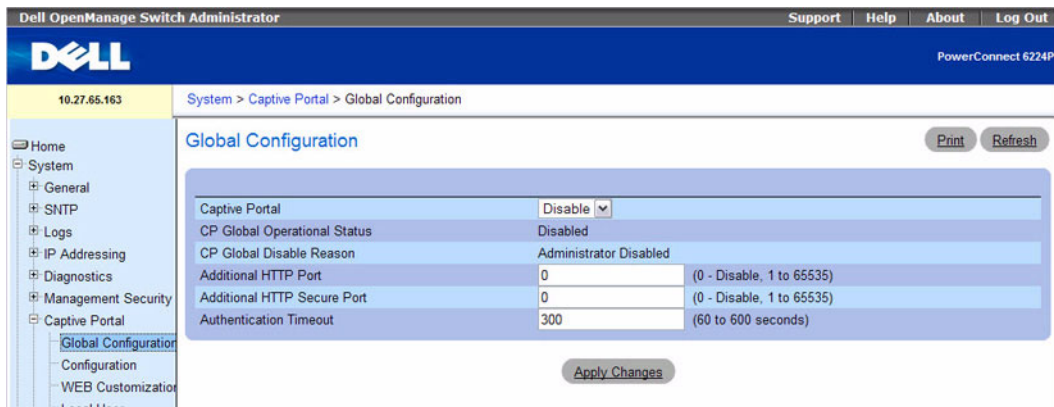 Dell OpenManage Switch Administrator
Support Help About Log Out
DELL
PowerConnect 6224P
10.27.65.163
System > Captive Portal > Global Configuration
Home
System
General
SNTP
Logs
IP Addressing
Diagnostics
Management Security
Captive Portal
Global Configuration
Configuration
WEB Customization
Global Configuration
Print Refresh
Captive Portal Disable
CP Global Operational Status Disabled
CP Global Disable Reason Administrator Disabled
Additional HTTP Port 0 (0 - Disable, 1 to 65535)
Additional HTTP Secure Port 0 (0 - Disable, 1 to 65535)
Authentication Timeout 300 (60 to 600 seconds)
Apply Changes